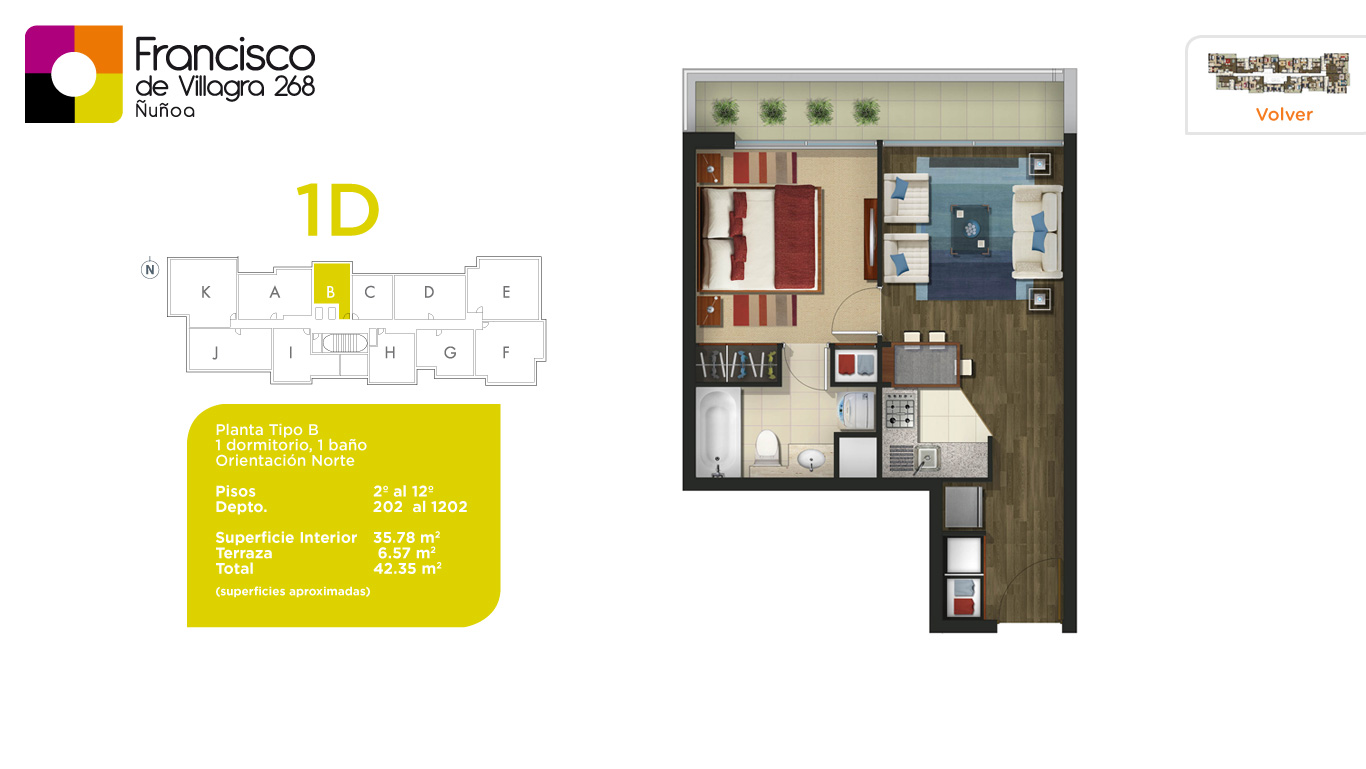 Francisco
de Villagra 268
Ñuñoa
Volver
1D
N
K A B C D E
J I H G F
Planta Tipo B
1 dormitorio, 1 baño
Orientación Norte
Pisos 2º al 12º
Depto. 202 al 1202
Superficie Interior 35.78 m²
Terraza 6.57 m²
Total 42.35 m²
(superficies aproximadas)